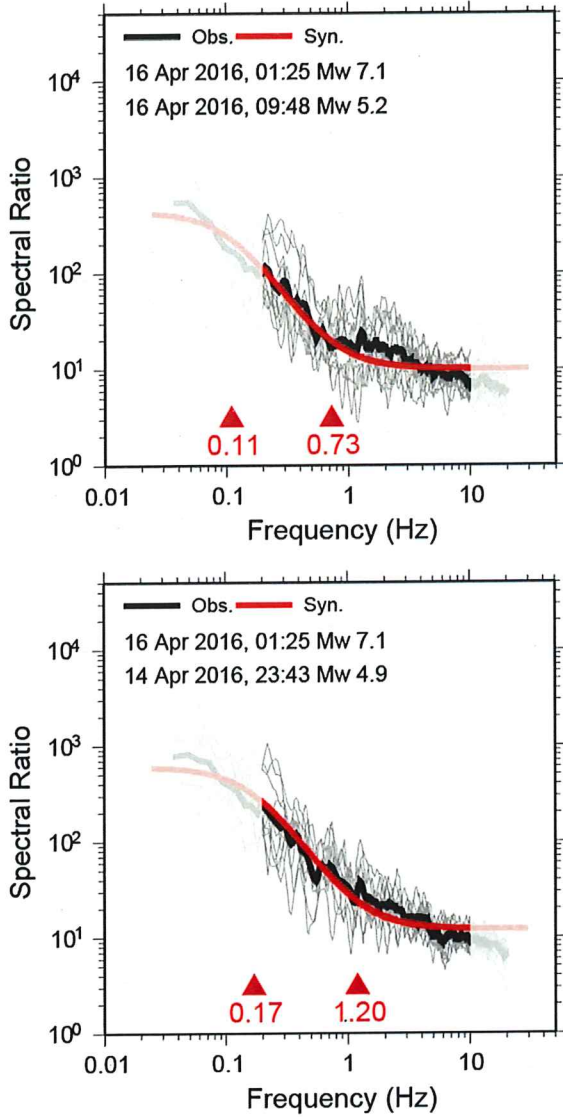 Obs. Syn.
16 Apr 2016, 01:25 Mw 7.1
16 Apr 2016, 09:48 Mw 5.2
10⁴
10³
10²
10¹
10⁰
Spectral Ratio
0.11 0.73
0.01 0.1 1 10
Frequency (Hz)
Obs. Syn.
16 Apr 2016, 01:25 Mw 7.1
14 Apr 2016, 23:43 Mw 4.9
10⁴
10³
10²
10¹
10⁰
Spectral Ratio
0.17 1.20
0.01 0.1 1 10
Frequency (Hz)